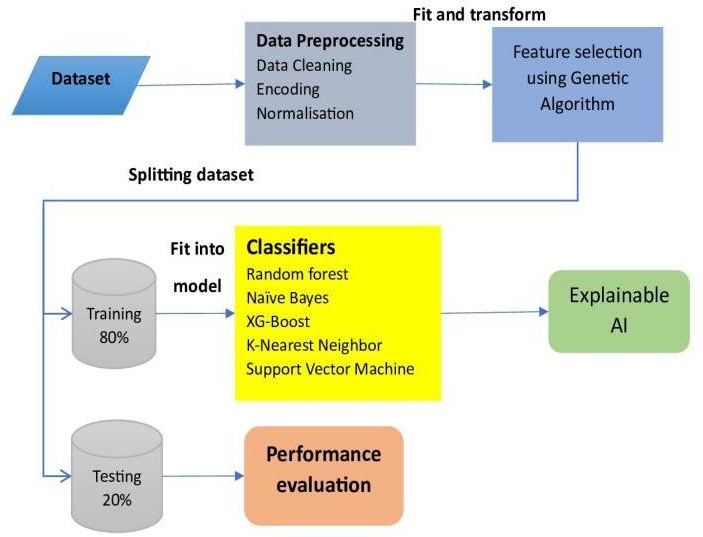 Fit and transform
Dataset
Data Preprocessing
Data Cleaning
Encoding
Normalisation
Feature selection
using Genetic
Algorithm
Splitting dataset
Training
80%
Fit into
model
Classifiers
Random forest
Naïve Bayes
XG-Boost
K-Nearest Neighbor
Support Vector Machine
Explainable
AI
Testing
20%
Performance
evaluation